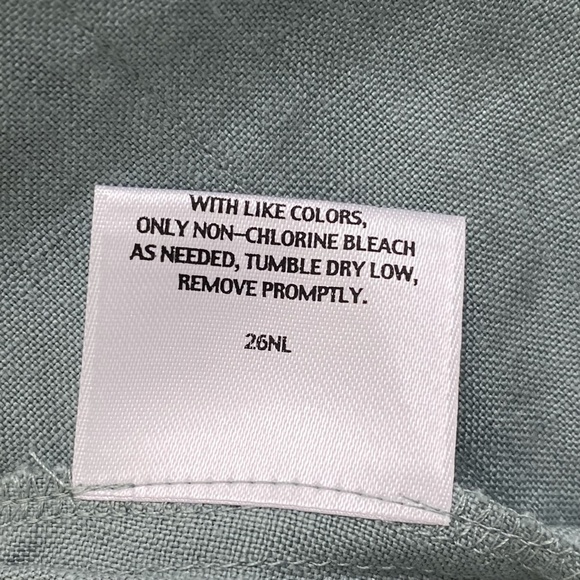 WITH LIKE COLORS,
ONLY NON-CHLORINE BLEACH
AS NEEDED, TUMBLE DRY LOW,
REMOVE PROMPTLY.
26NL